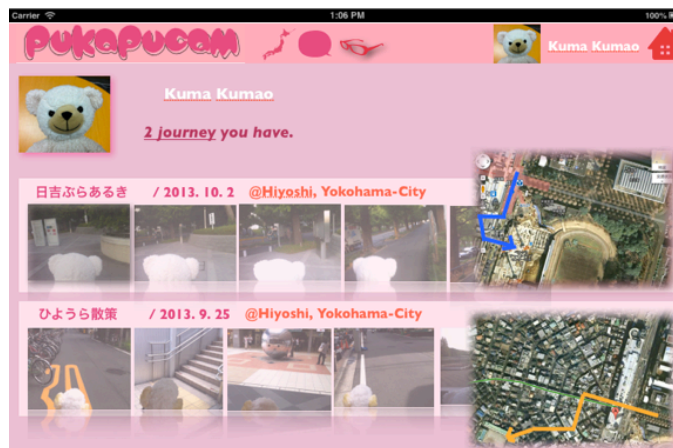 Carrier 1:06 PM 100%
PUKAPUCAM
Kuma Kumao
Kuma Kumao
2 journey you have.
日吉ぶらあるき / 2013. 10. 2 @Hiyoshi, Yokohama-City
ひようら散策 / 2013. 9. 25 @Hiyoshi, Yokohama-City